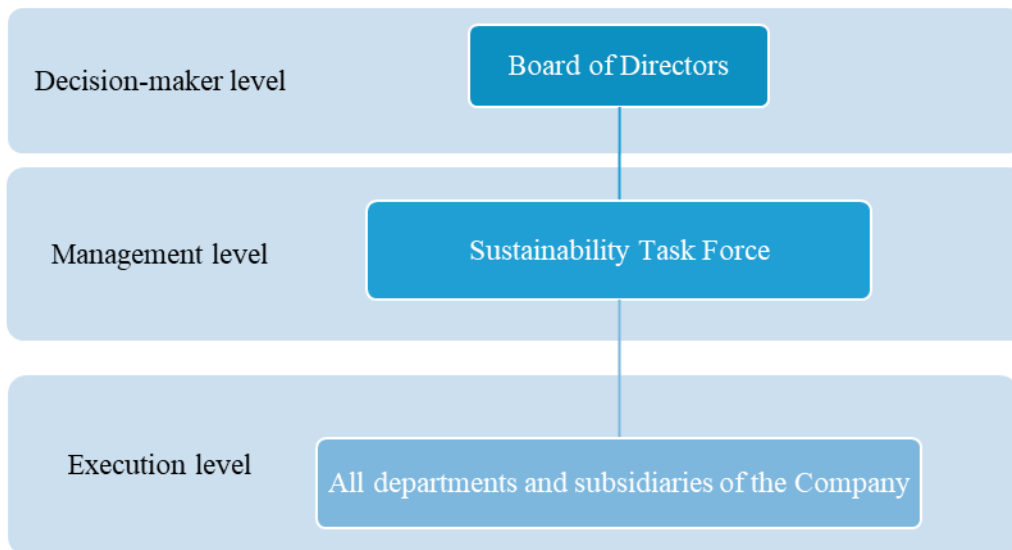 Decision-maker level
Board of Directors
Management level
Sustainability Task Force
Execution level
All departments and subsidiaries of the Company